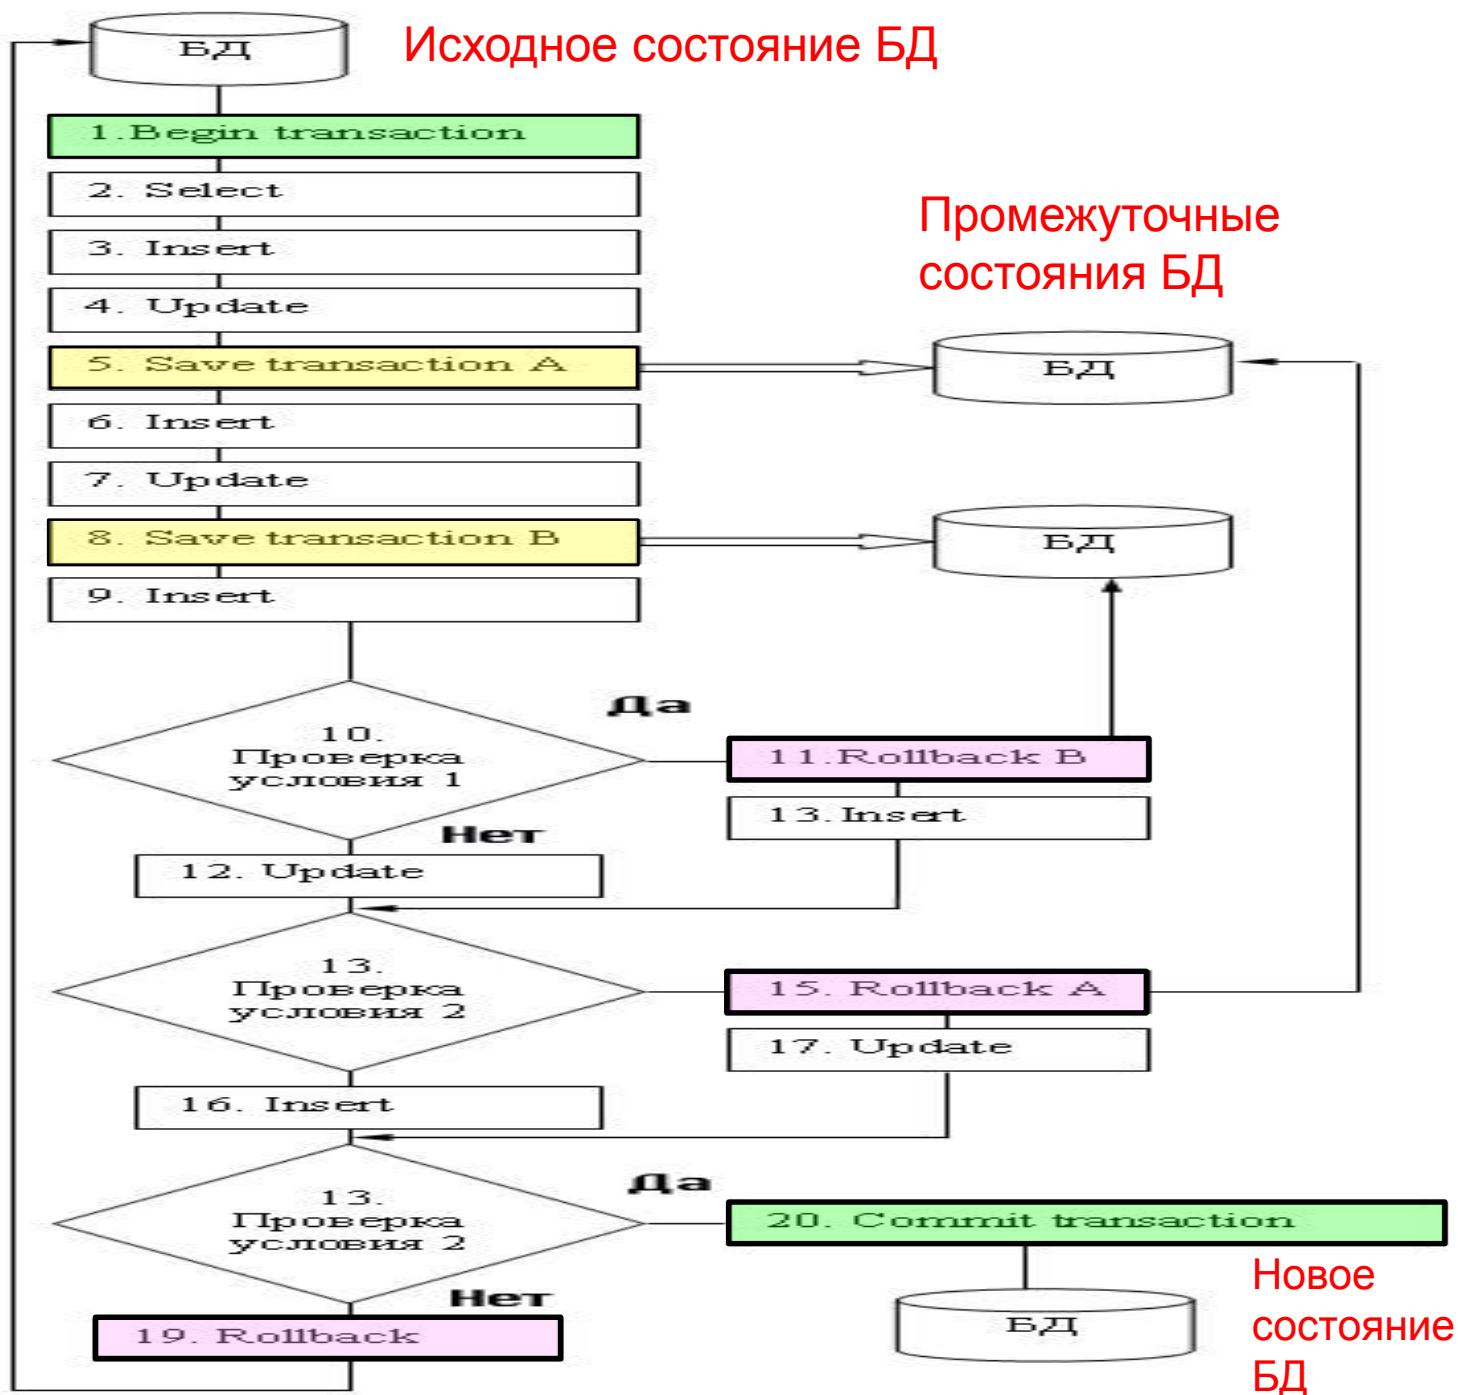 БД
Исходное состояние БД
1.Begin transaction
2. Select
3. Insert
4. Update
Промежуточные
состояния БД
5. Save transaction A
БД
6. Insert
7. Update
8. Save transaction B
БД
9. Insert
10.
Проверка
условия 1
Да
11.Rollback B
13.Insert
Нет
12. Update
13.
Проверка
условия 2
15. Rollback A
17. Update
16. Insert
13.
Проверка
условия 2
Да
20. Commit transaction
Нет
19. Rollback
БД
Новое
состояние
БД